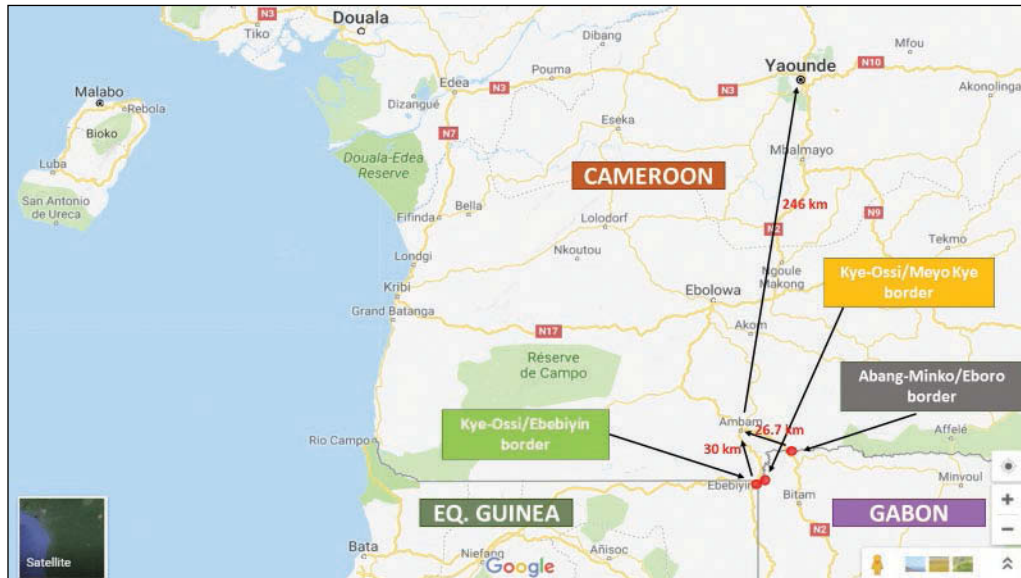 N3
Douala
Tiko
Dibang
Mfou
Yaounde
N10
Edea
Pouma
N3
N3
Akonolinga
Malabo
Rebola
Dizangué
Bioko
N7
Eseka
Mbalmayo
Luba
Douala-Edea
Reserve
CAMEROON
San Antonio
de Ureca
Bella
246 km
Fifinda
Lolodorf
N9
N2
Tekmo
Nkoutou
Londgi
Ngoule
Makong
Kye-Ossi/Meyo Kye
border
Kribi
Ebolowa
Grand Batanga
Akom
N17
Réserve
de Campo
Abang-Minko/Eboro
border
Kye-Ossi/Ebebiyin
border
Ambam
26.7 km
Affelé
Rio Campo
30 km
Ebebiyin
Minvoul
Bitam
EQ. GUINEA
GABON
N2
Bata
Niefang
Añisoc
Satellite
Google